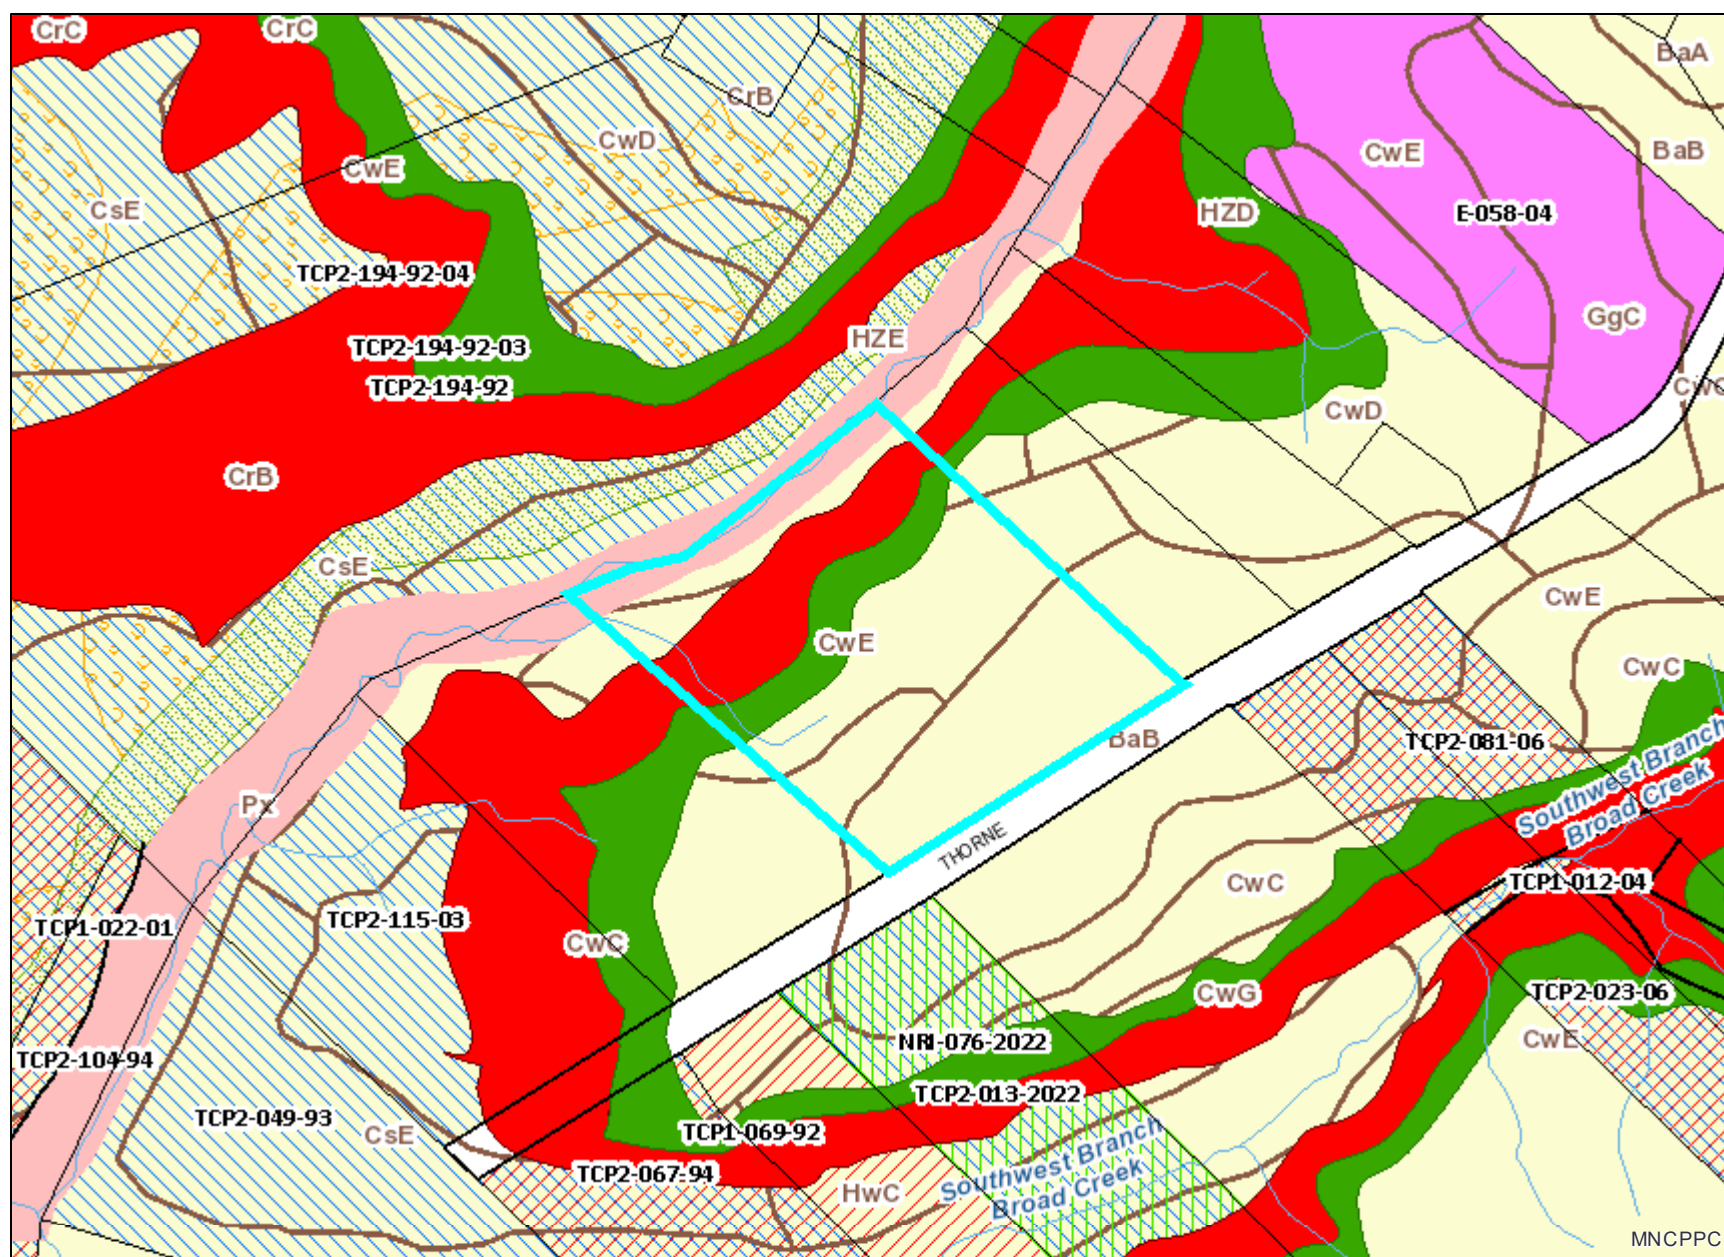 CrC
CrC
BaA
CrB
CwD
BaB
CwE
CwE
CsE
HZD
E-058-04
TCP2-194-92-04
GgC
HZE
TCP2-194-92-03
TCP2-194-92
CwC
CwD
CrB
CsE
CwE
CwE
CwC
BaB
TCP2-081-06
Southwest Branch
Broad Creek
Px
THORNE
CwC
TCP1-012-04
TCP1-022-01
TCP2-115-03
CwC
CwG
TCP2-023-06
NRI-076-2022
CwE
TCP2-104-94
TCP2-013-2022
TCP2-049-93
CsE
TCP1-069-92
Southwest Branch
Broad Creek
TCP2-067-94
HwC
MNCPPC